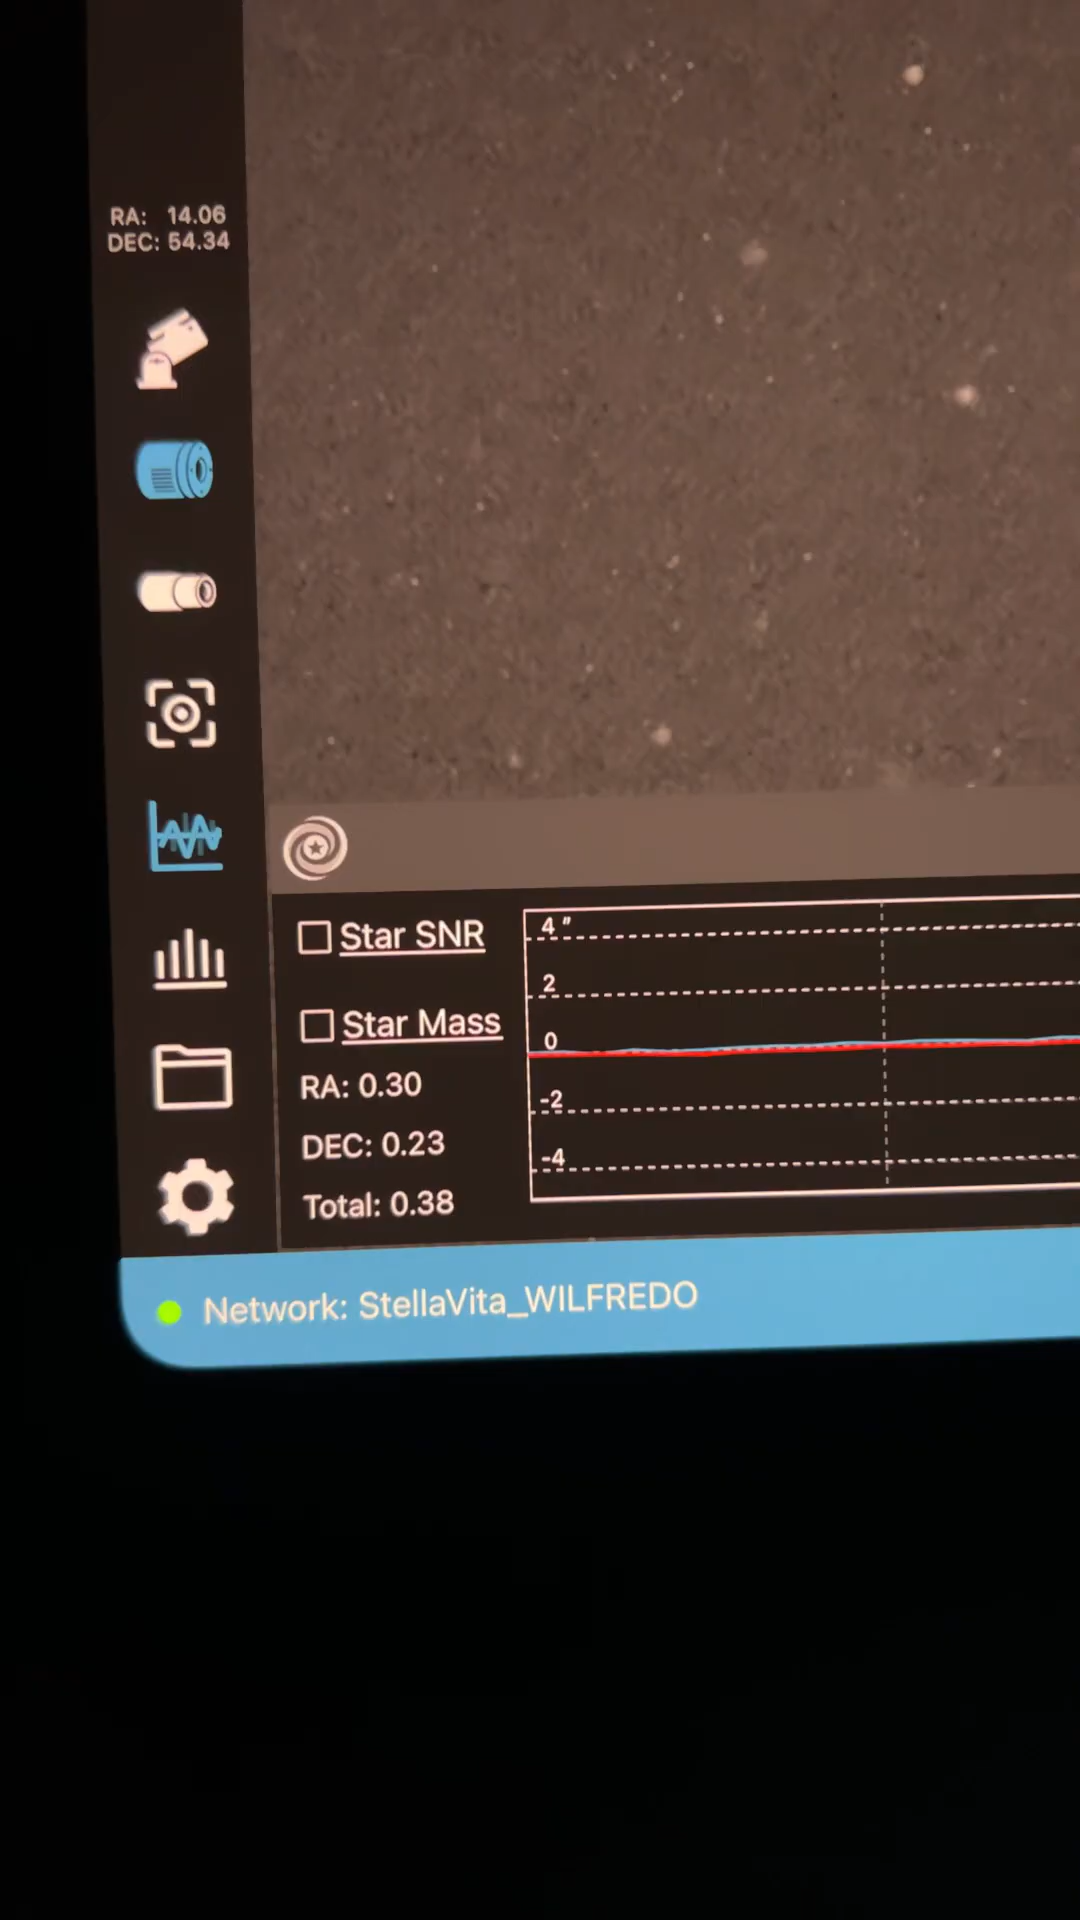 RA: 14.06
DEC: 54.34
Star SNR
Star Mass
RA: 0.30
DEC: 0.23
Total: 0.38
4 "
2
0
-2
-4
Network: StellaVita_WILFREDO